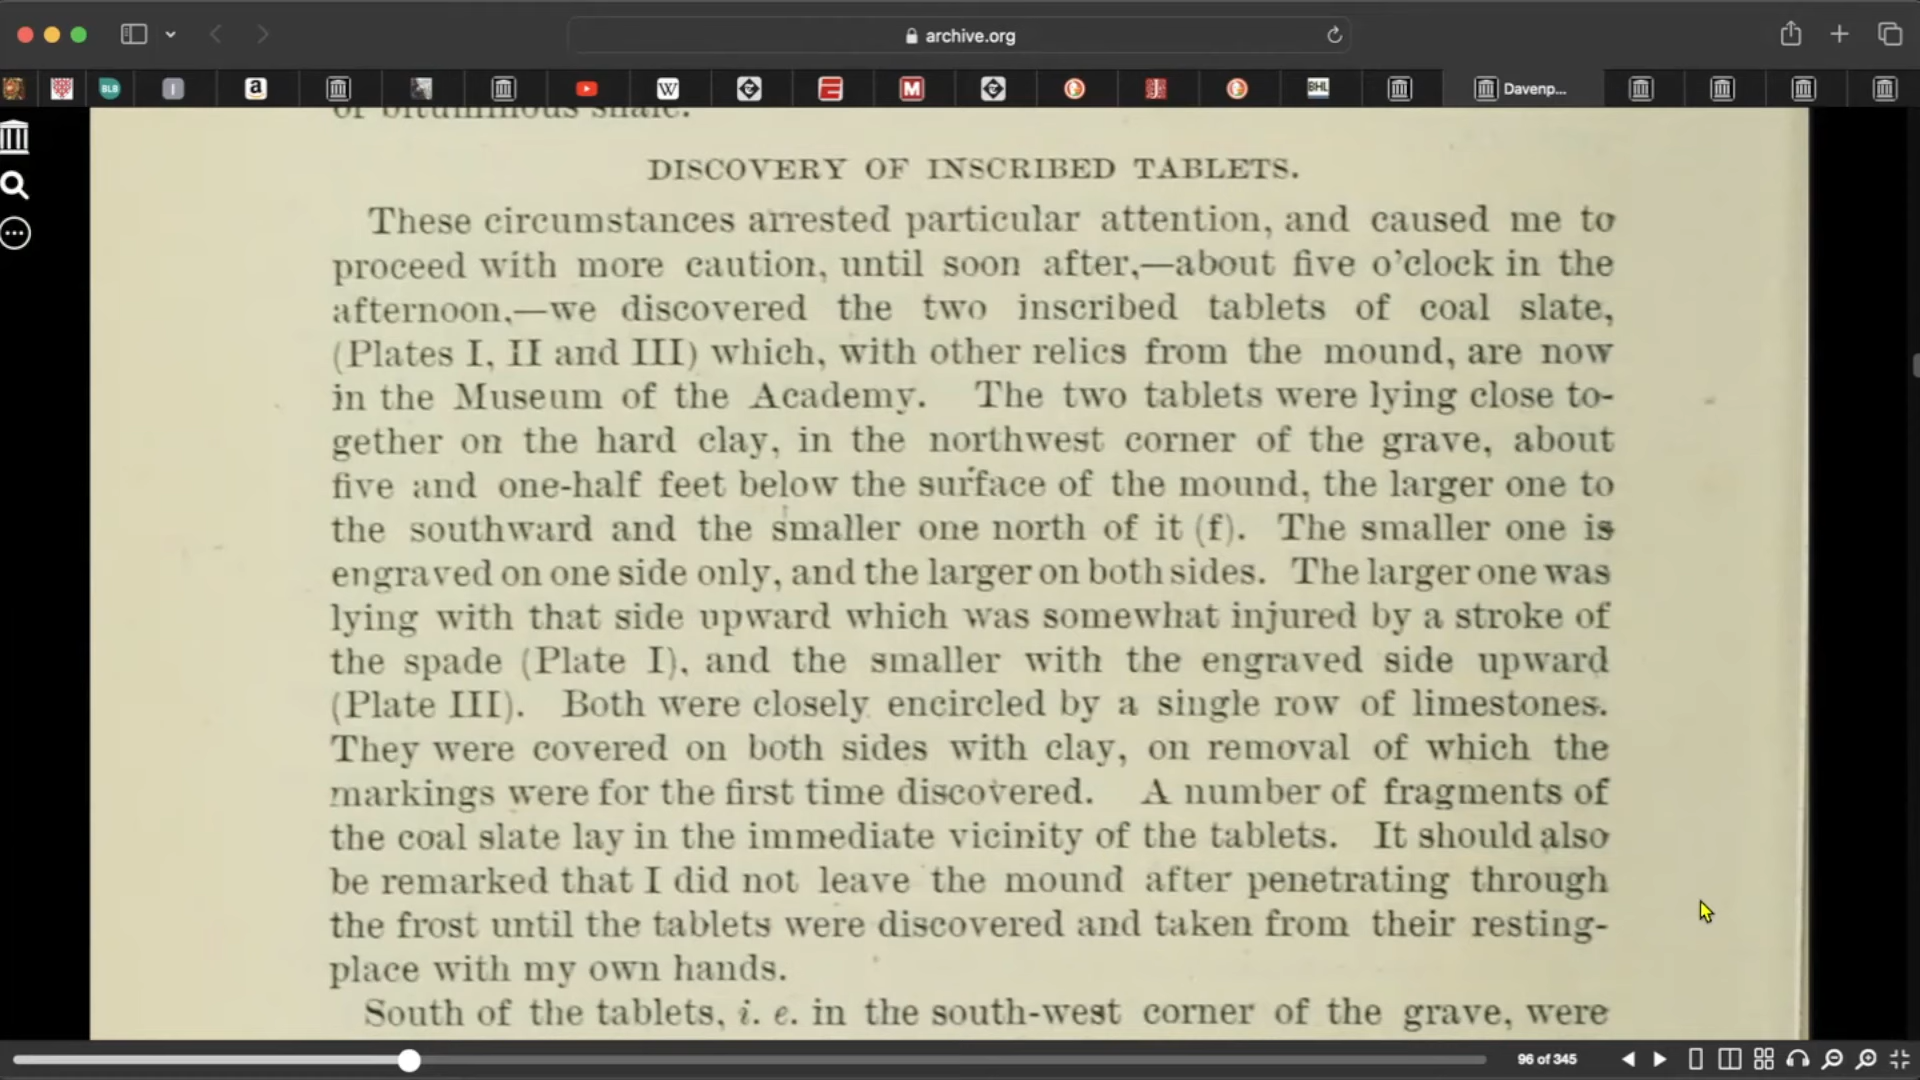 archive.org
BLB
I
a
W
M
BHL
Davenp...
or bituminous shale.
DISCOVERY OF INSCRIBED TABLETS.
These circumstances arrested particular attention, and caused me to
proceed with more caution, until soon after,—about five o'clock in the
afternoon,—we discovered the two inscribed tablets of coal slate,
(Plates I, II and III) which, with other relics from the mound, are now
in the Museum of the Academy. The two tablets were lying close to-
gether on the hard clay, in the northwest corner of the grave, about
five and one-half feet below the surface of the mound, the larger one to
the southward and the smaller one north of it (f). The smaller one is
engraved on one side only, and the larger on both sides. The larger one was
lying with that side upward which was somewhat injured by a stroke of
the spade (Plate I), and the smaller with the engraved side upward
(Plate III). Both were closely encircled by a single row of limestones.
They were covered on both sides with clay, on removal of which the
markings were for the first time discovered. A number of fragments of
the coal slate lay in the immediate vicinity of the tablets. It should also
be remarked that I did not leave the mound after penetrating through
the frost until the tablets were discovered and taken from their resting-
place with my own hands.
South of the tablets, i. e. in the south-west corner of the grave, were
96 of 345